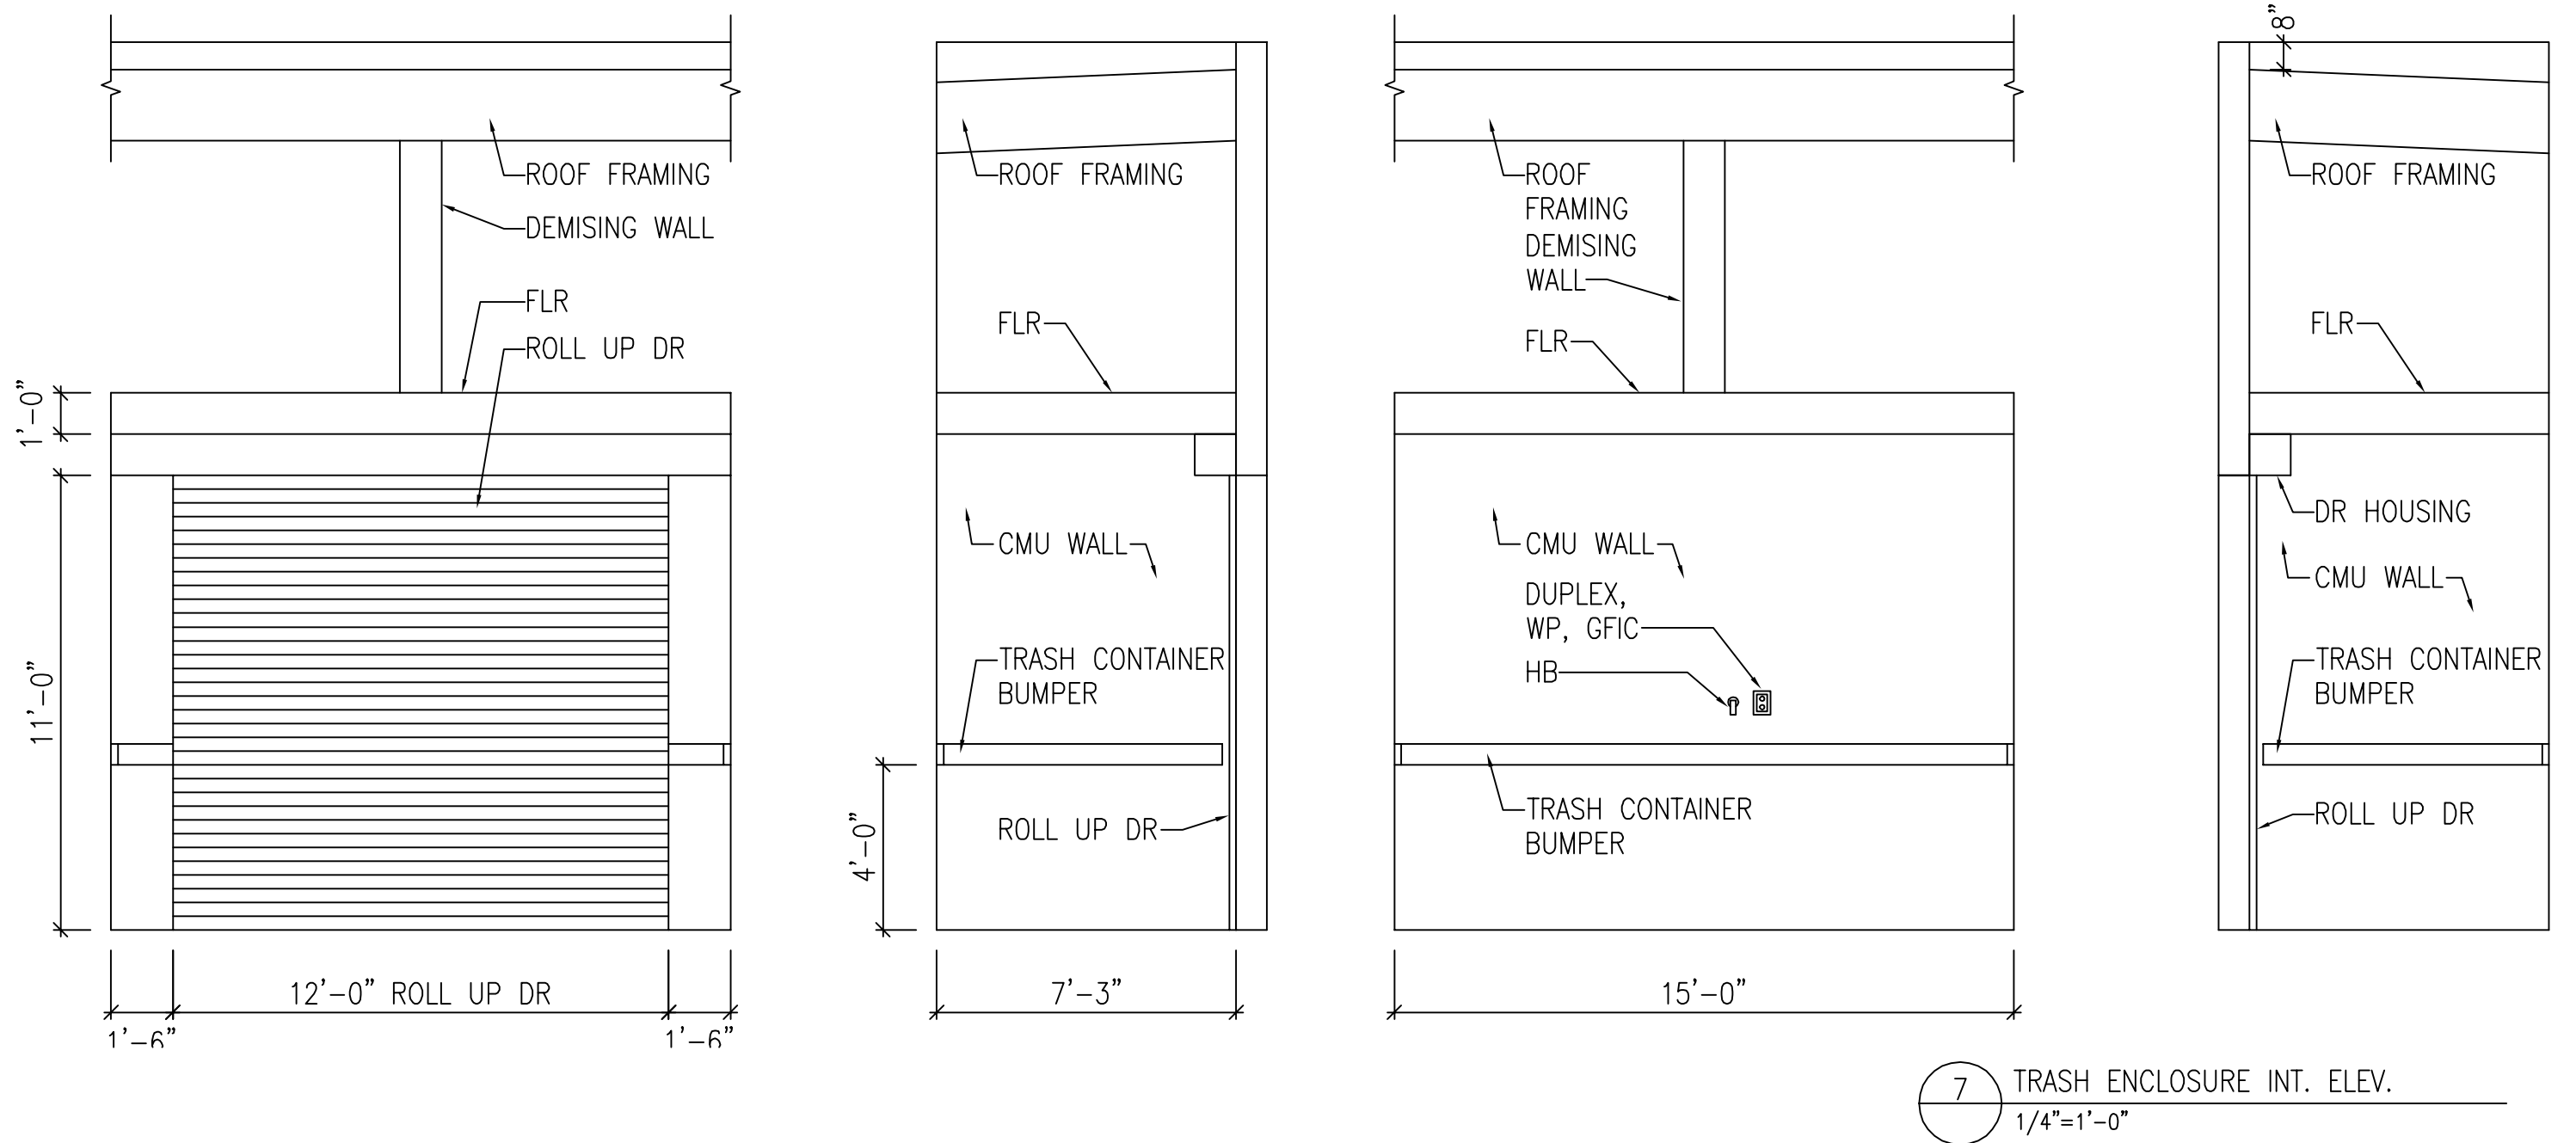 ROOF FRAMING
DEMISING WALL
FLR
ROLL UP DR
1'-0"
11'-0"
12'-0" ROLL UP DR
1'-6"
1'-6"
ROOF FRAMING
FLR
CMU WALL
TRASH CONTAINER
BUMPER
ROLL UP DR
4'-0"
7'-3"
ROOF
FRAMING
DEMISING
WALL
FLR
CMU WALL
DUPLEX,
WP, GFIC
HB
TRASH CONTAINER
BUMPER
15'-0"
8"
ROOF FRAMING
FLR
DR HOUSING
CMU WALL
TRASH CONTAINER
BUMPER
ROLL UP DR
7
TRASH ENCLOSURE INT. ELEV.
1/4"=1'-0"